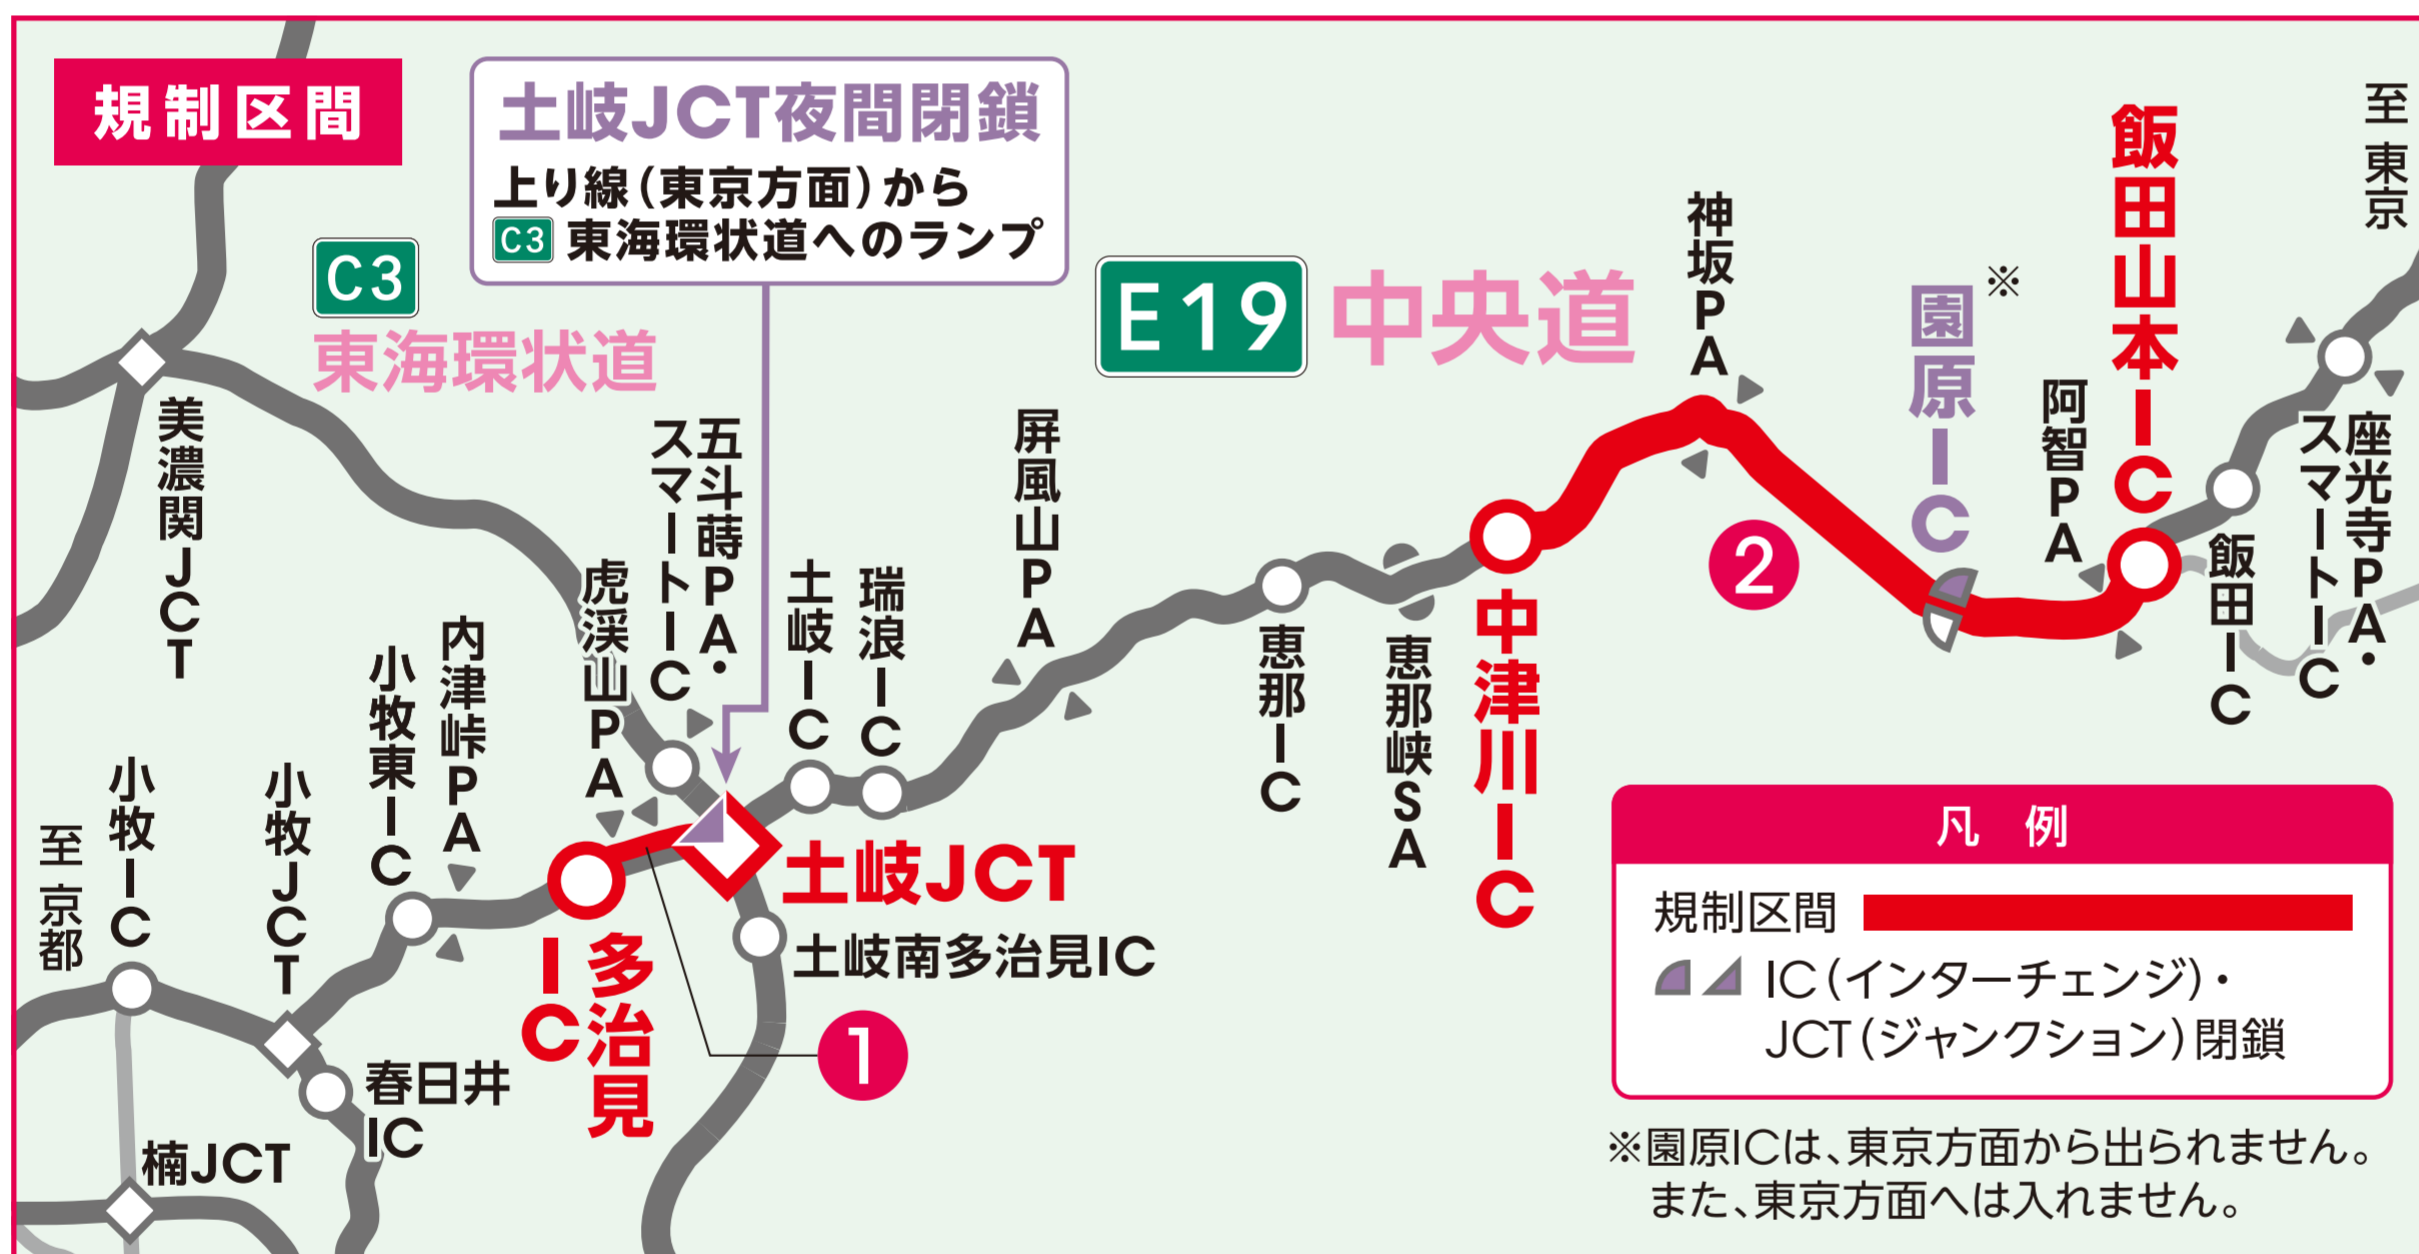 規制区間
土岐JCT夜間閉鎖
上り線(東京方面)から
C3 東海環状道へのランプ
C3
東海環状道
E19 中央道
美濃関JCT
至 京都
小牧IC
小牧JCT
小牧東IC
内津峠PA
春日井
IC
楠JCT
多治見
IC
虎渓山PA
五斗蒔PA・
スマートIC
土岐JCT
土岐南多治見IC
1
土岐IC
瑞浪IC
屏風山PA
恵那IC
恵那峡SA
中津川IC
神坂PA
2
園原IC
※
阿智PA
飯田山本IC
飯田IC
座光寺PA・
スマートIC
至 東京
凡 例
規制区間
IC(インターチェンジ)・
JCT(ジャンクション)閉鎖
※園原ICは、東京方面から出られません。
また、東京方面へは入れません。